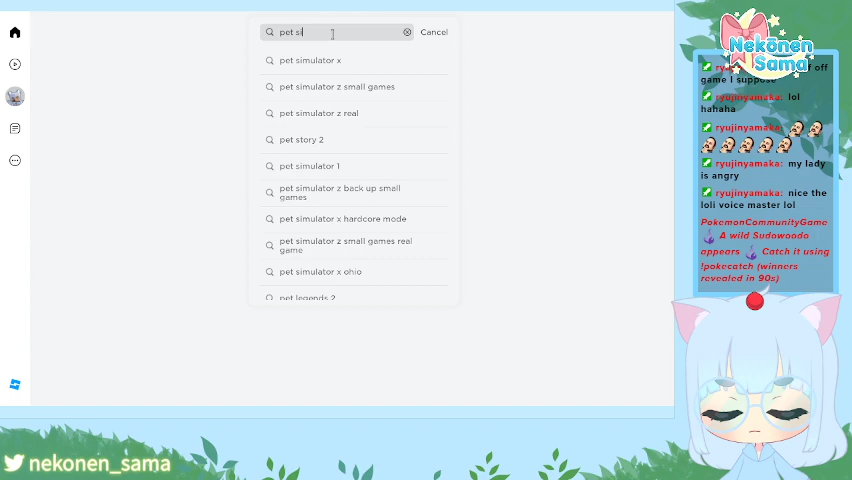 pet si
Cancel
pet simulator x
pet simulator z small games
pet simulator z real
pet story 2
pet simulator 1
pet simulator z back up small
games
pet simulator x hardcore mode
pet simulator z small games real
game
pet simulator x ohio
pet legends 2
Nekonen
Sama
off
game I suppose
ryujinyamaka: lol
hahaha
ryujinyamaka:
ryujinyamaka: my lady
is angry
ryujinyamaka: nice the
loli voice master lol
PokemonCommunityGame
A wild Sudowoodo
appears Catch it using
!pokecatch (winners
revealed in 90s)
nekonen_sama